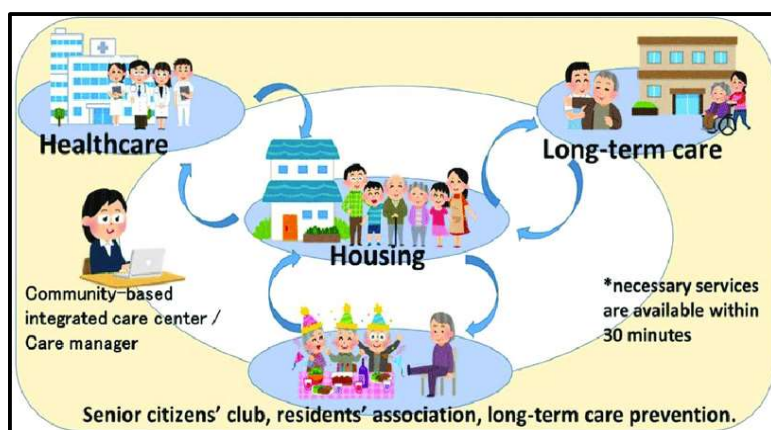 Healthcare
Long-term care
Housing
Community-based
integrated care center /
Care manager
*necessary services
are available within
30 minutes
Senior citizens' club, residents' association, long-term care prevention.